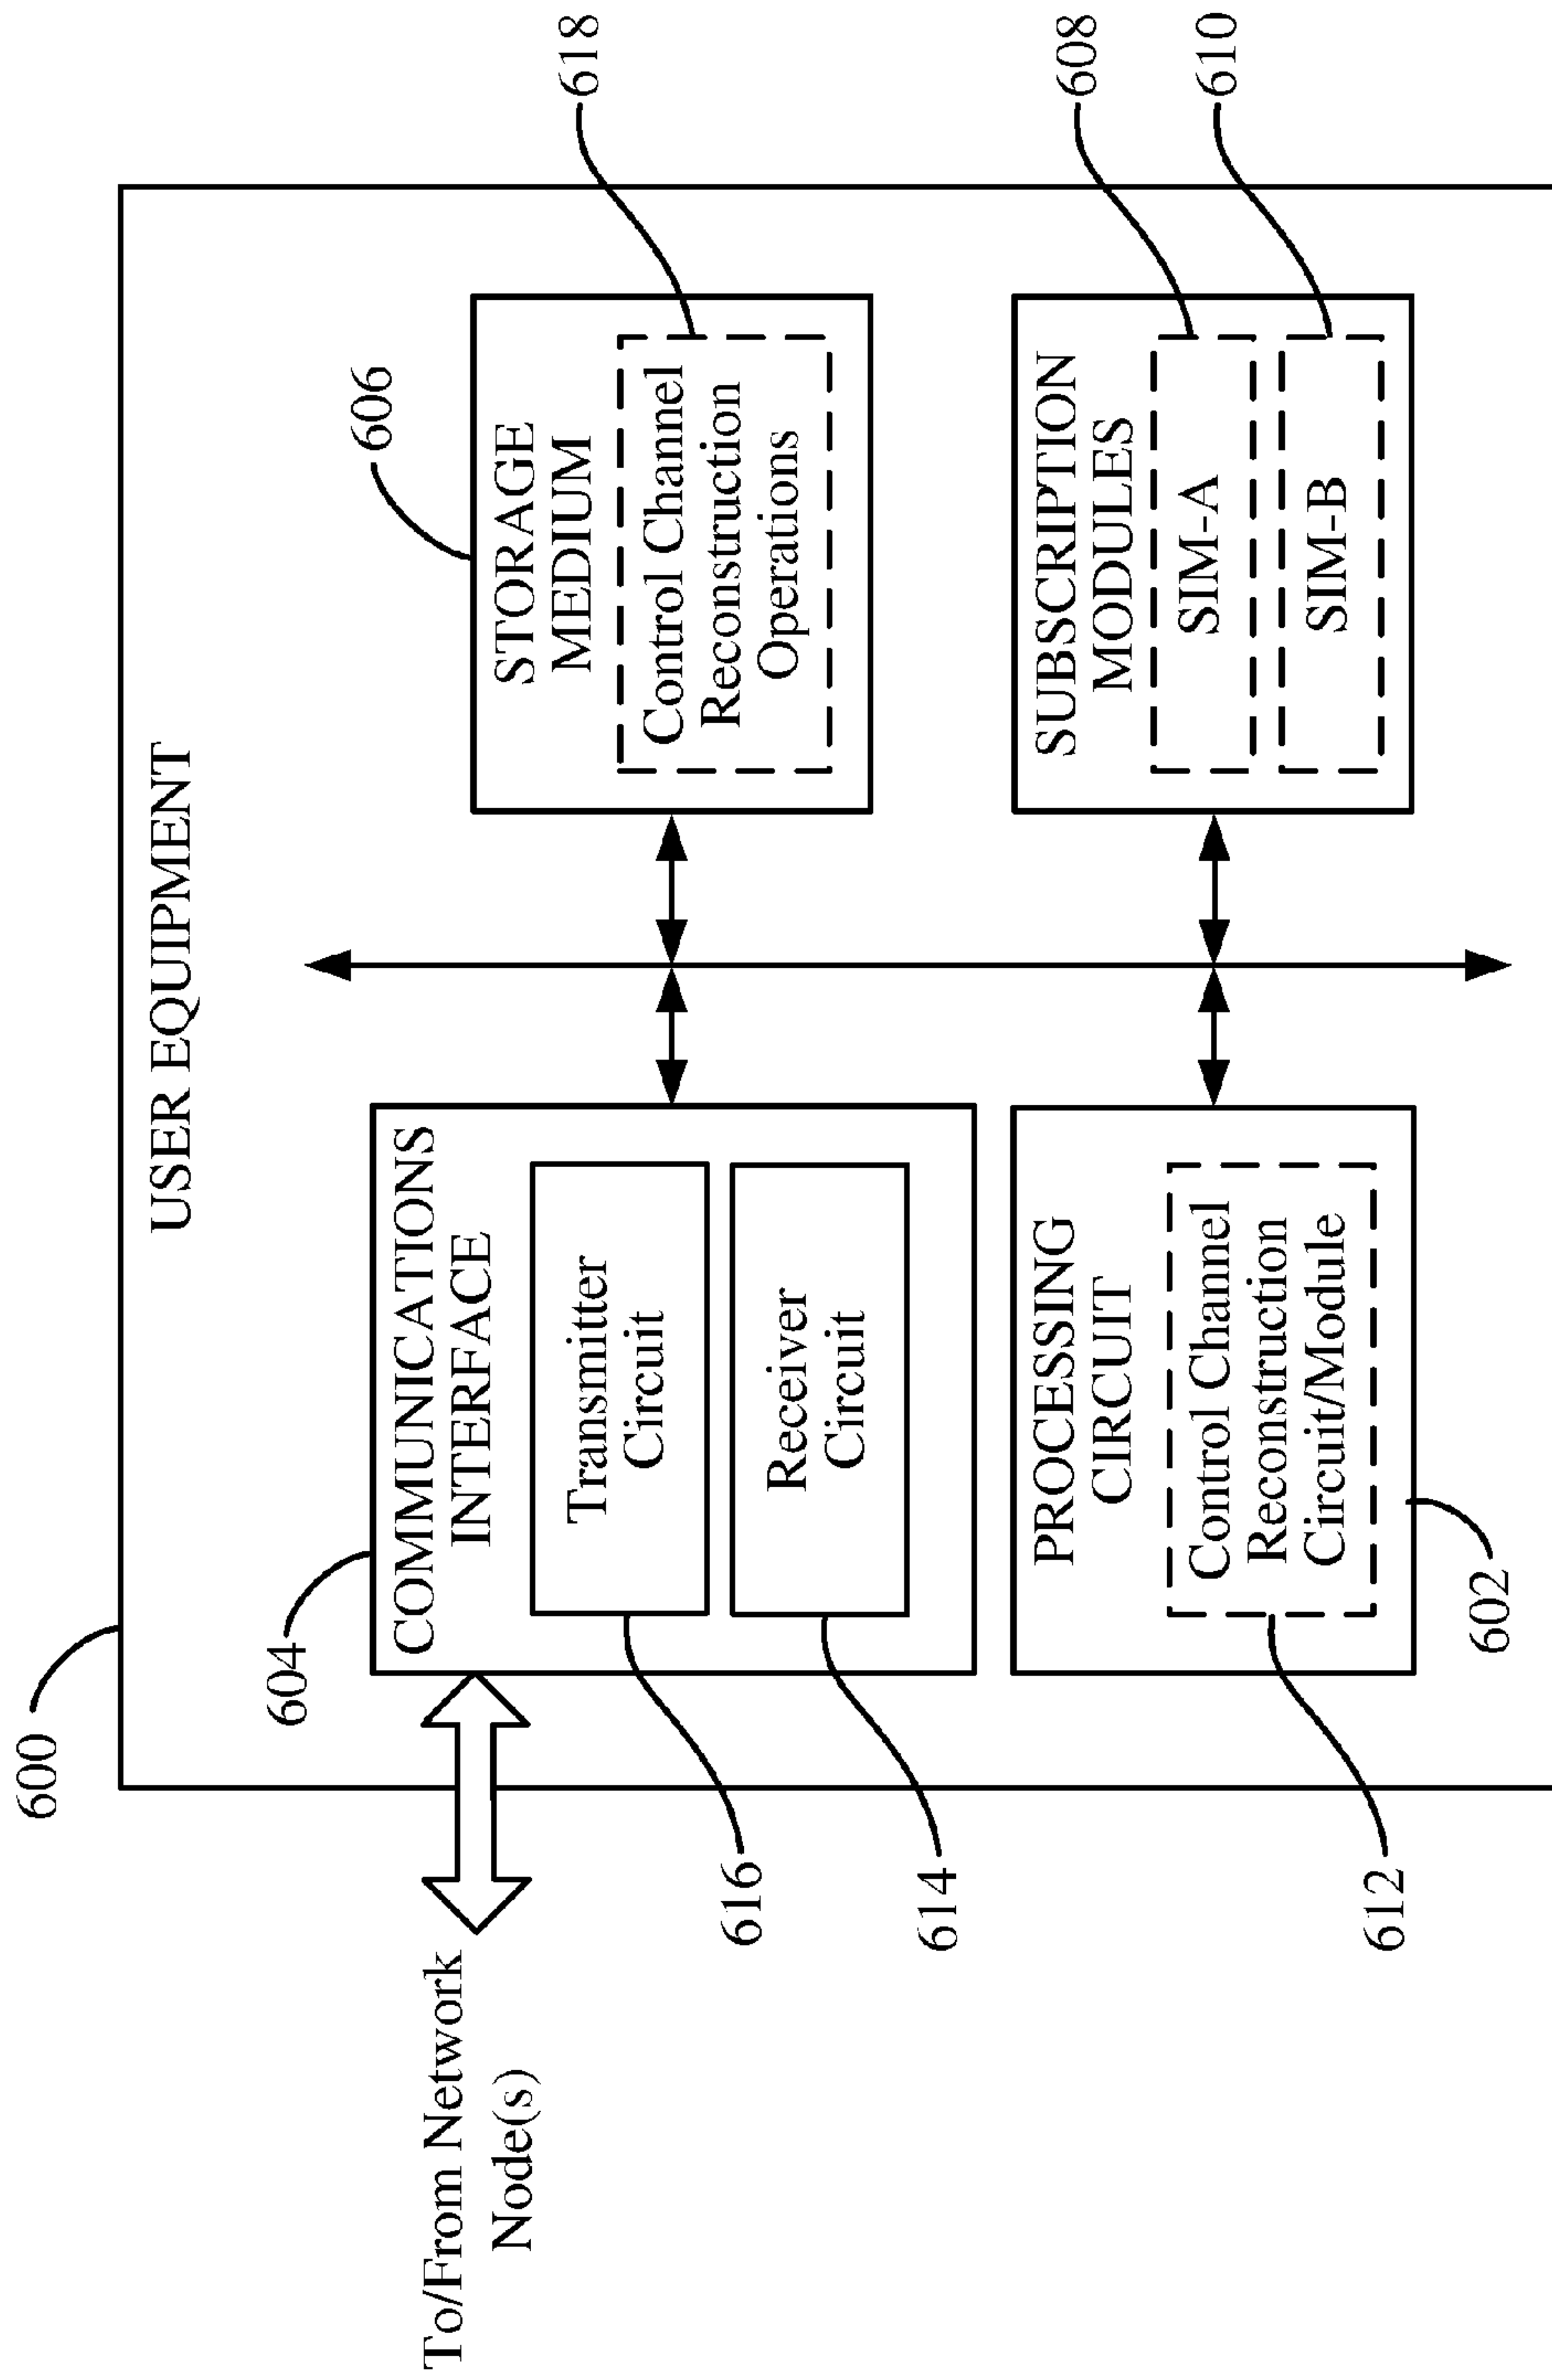 600
USER EQUIPMENT
604
COMMUNICATIONS
INTERFACE
Transmitter
Circuit
Receiver
Circuit
To/From Network
Node(s)
616
614
606
STORAGE
MEDIUM
Control Channel
Reconstruction
Operations
618
PROCESSING
CIRCUIT
Control Channel
Reconstruction
Circuit/Module
612
602
SUBSCRIPTION
MODULES
SIM-A
SIM-B
608
610